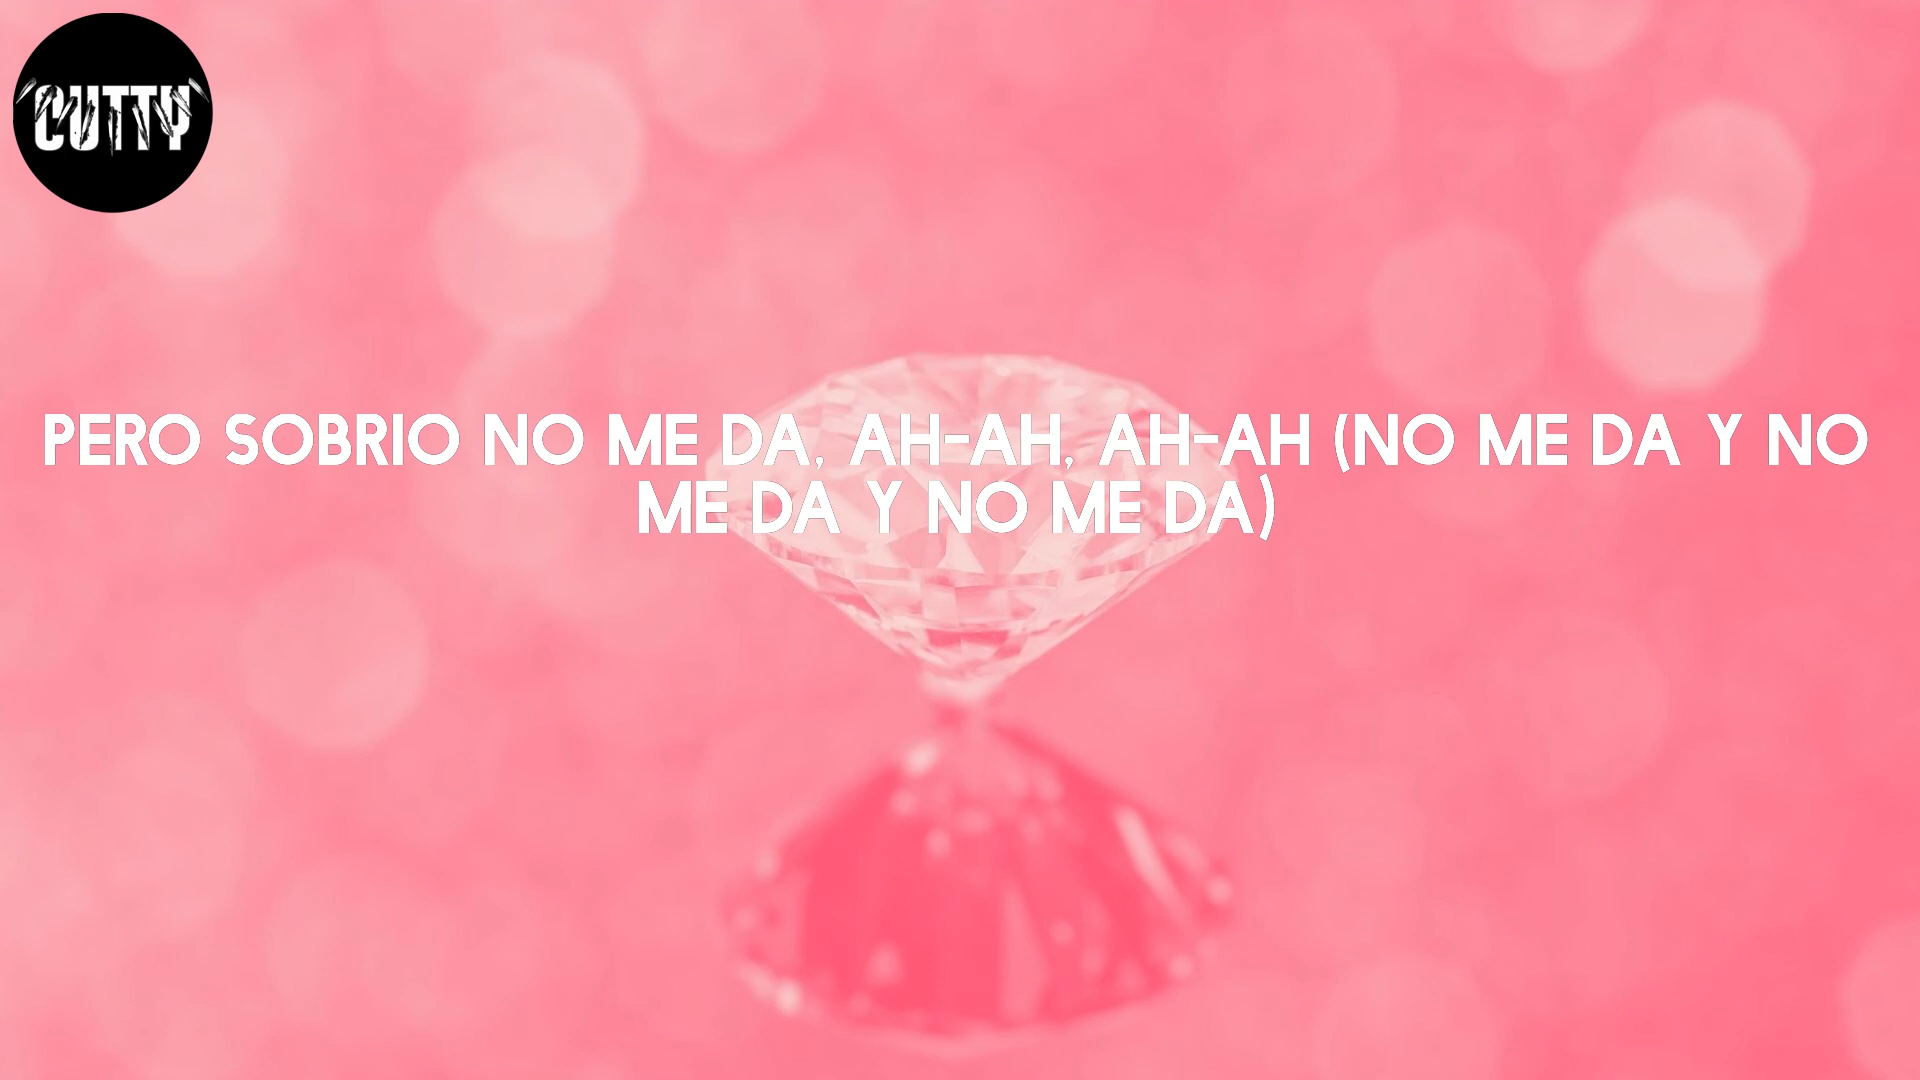 CUTTY
PERO SOBRIO NO ME DA, AH-AH, AH-AH (NO ME DA Y NO
ME DA Y NO ME DA)